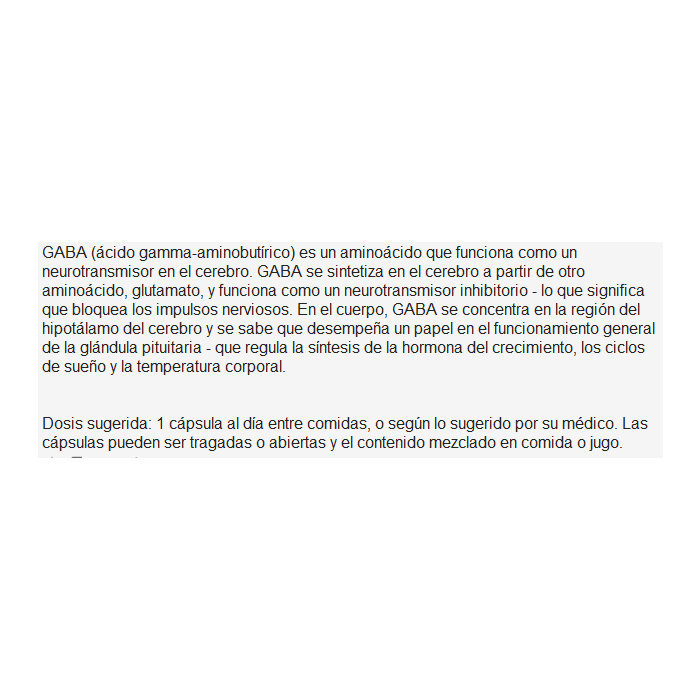 GABA (ácido gamma-aminobutírico) es un aminoácido que funciona como un
neurotransmisor en el cerebro. GABA se sintetiza en el cerebro a partir de otro
aminoácido, glutamato, y funciona como un neurotransmisor inhibitorio - lo que significa
que bloquea los impulsos nerviosos. En el cuerpo, GABA se concentra en la región del
hipotálamo del cerebro y se sabe que desempeña un papel en el funcionamiento general
de la glándula pituitaria - que regula la síntesis de la hormona del crecimiento, los ciclos
de sueño y la temperatura corporal.
Dosis sugerida: 1 cápsula al día entre comidas, o según lo sugerido por su médico. Las
cápsulas pueden ser tragadas o abiertas y el contenido mezclado en comida o jugo.